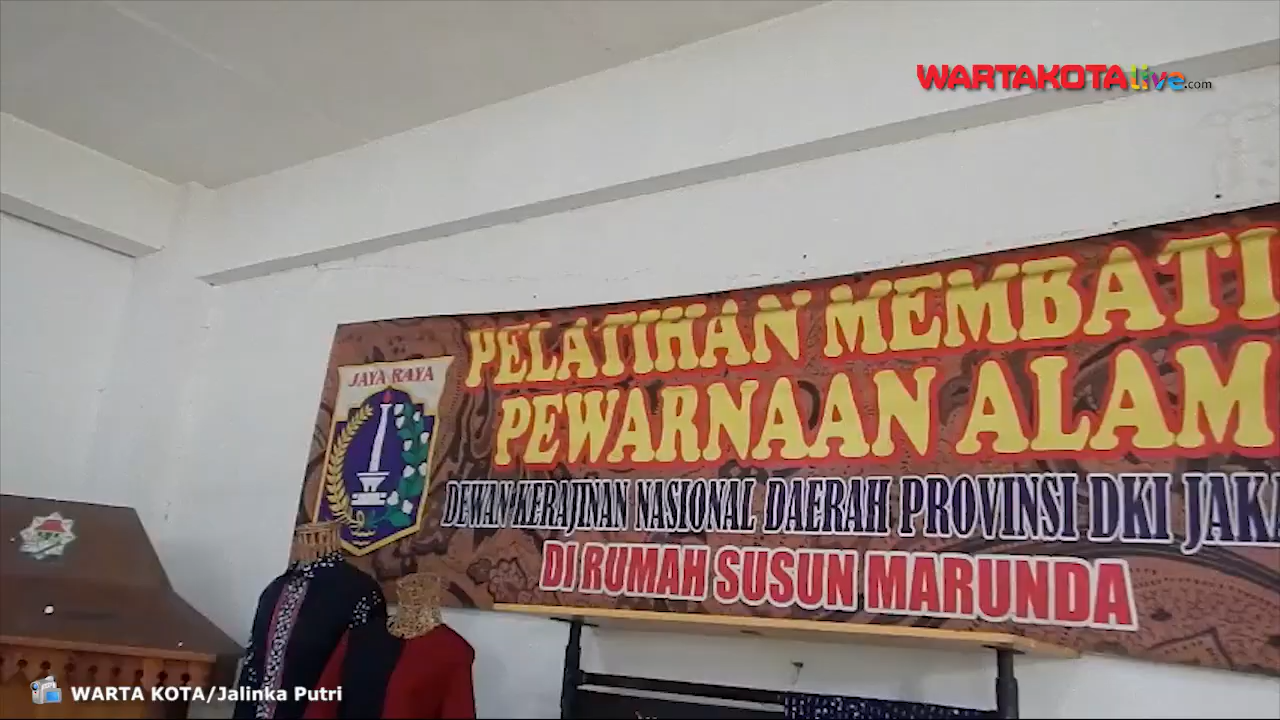 WARTAKOTAlive.com
PELATIHAN MEMBATI
PEWARNAAN ALAM
JAYA RAYA
DEWAN KERAJINAN NASIONAL DAERAH PROVINSI DKI JAKA
DI RUMAH SUSUN MARUNDA
WARTA KOTA/Jalinka Putri